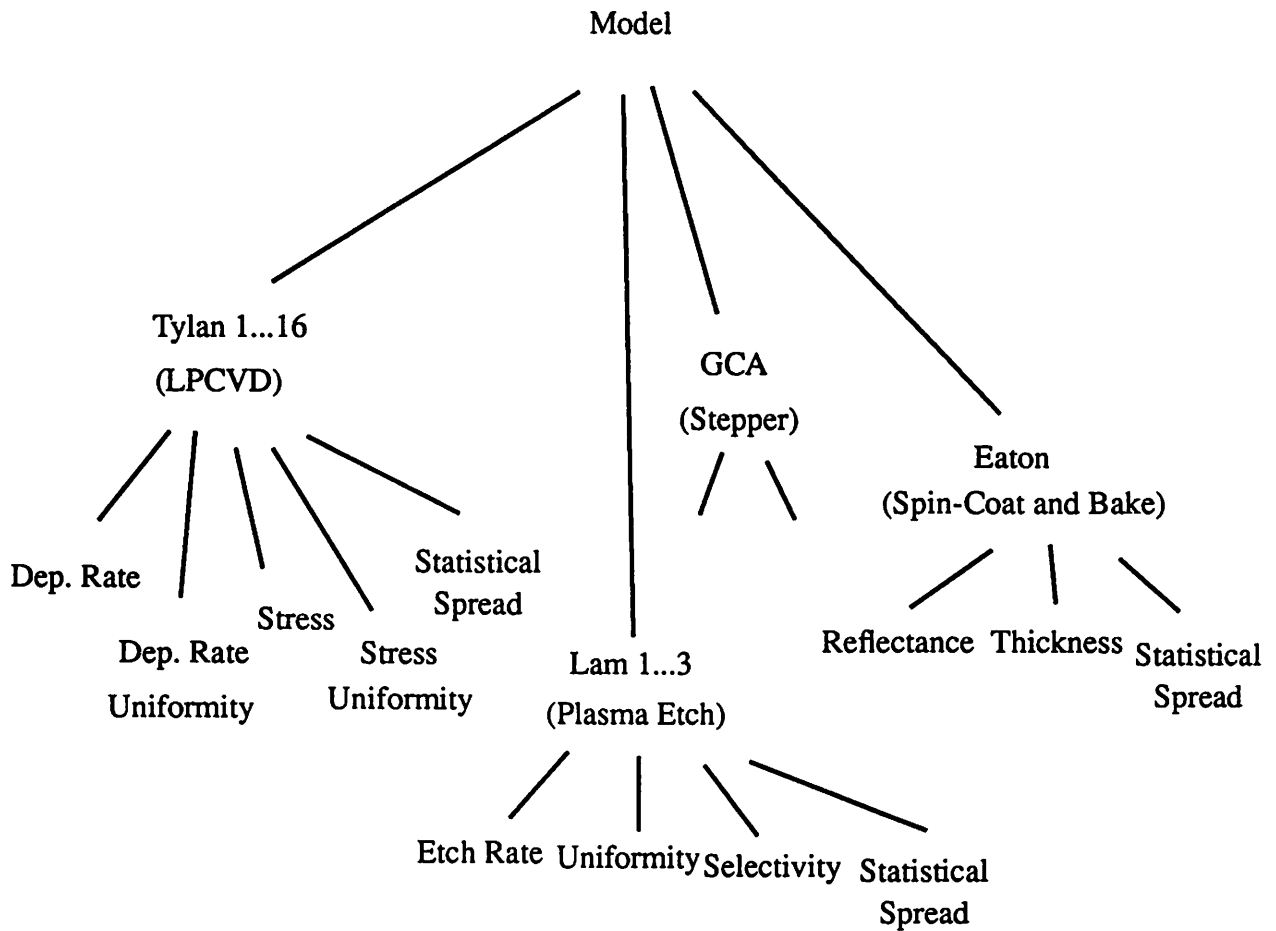 Model
Tylan 1...16
(LPCVD)
GCA
(Stepper)
Eaton
(Spin-Coat and Bake)
Dep. Rate
Dep. Rate
Uniformity
Stress
Stress
Uniformity
Statistical
Spread
Lam 1...3
(Plasma Etch)
Reflectance
Thickness
Statistical
Spread
Etch Rate
Uniformity
Selectivity
Statistical
Spread